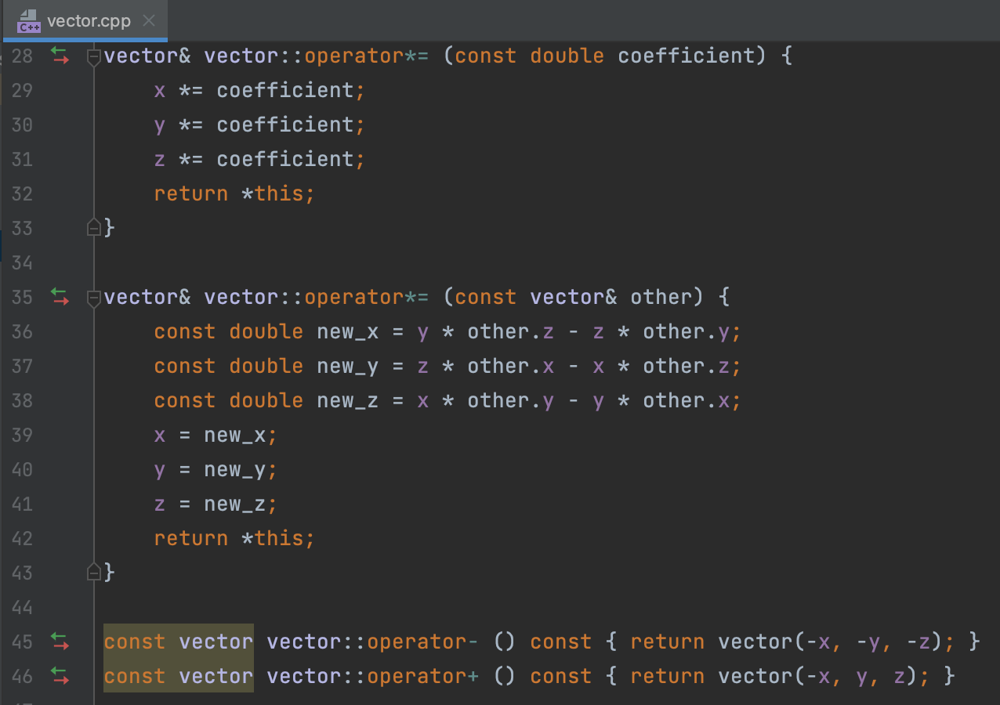 vector.cpp
28 vector& vector::operator*= (const double coefficient) {
29 x *= coefficient;
30 y *= coefficient;
31 z *= coefficient;
32 return *this;
33 }
34
35 vector& vector::operator*= (const vector& other) {
36 const double new_x = y * other.z - z * other.y;
37 const double new_y = z * other.x - x * other.z;
38 const double new_z = x * other.y - y * other.x;
39 x = new_x;
40 y = new_y;
41 z = new_z;
42 return *this;
43 }
44
45 const vector vector::operator- () const { return vector(-x, -y, -z); }
46 const vector vector::operator+ () const { return vector(-x, y, z); }